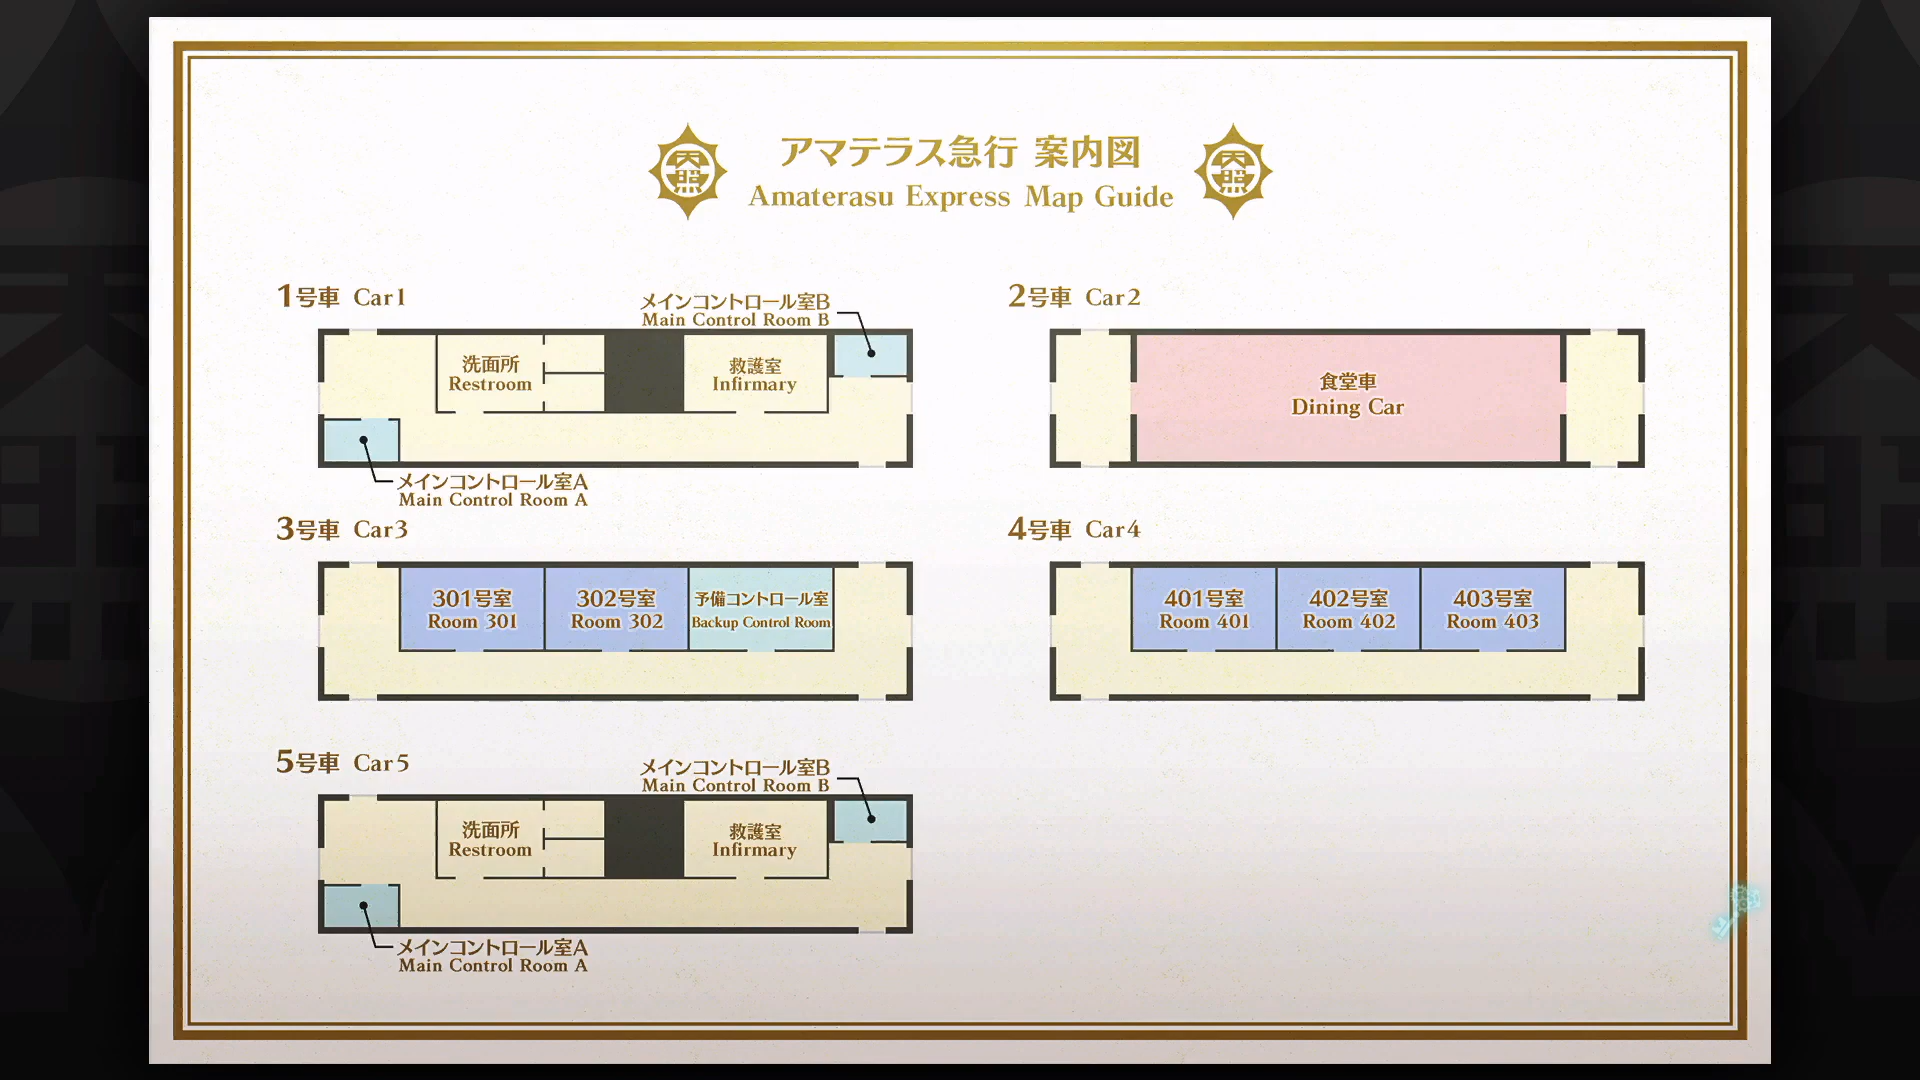 アマテラス急行 案内図
Amaterasu Express Map Guide
天照
天照
1号車 Car1
メインコントロール室B
Main Control Room B
洗面所
Restroom
救護室
Infirmary
メインコントロール室A
Main Control Room A
2号車 Car2
食堂車
Dining Car
3号車 Car3
301号室
Room 301
302号室
Room 302
予備コントロール室
Backup Control Room
4号車 Car4
401号室
Room 401
402号室
Room 402
403号室
Room 403
5号車 Car5
メインコントロール室B
Main Control Room B
洗面所
Restroom
救護室
Infirmary
メインコントロール室A
Main Control Room A